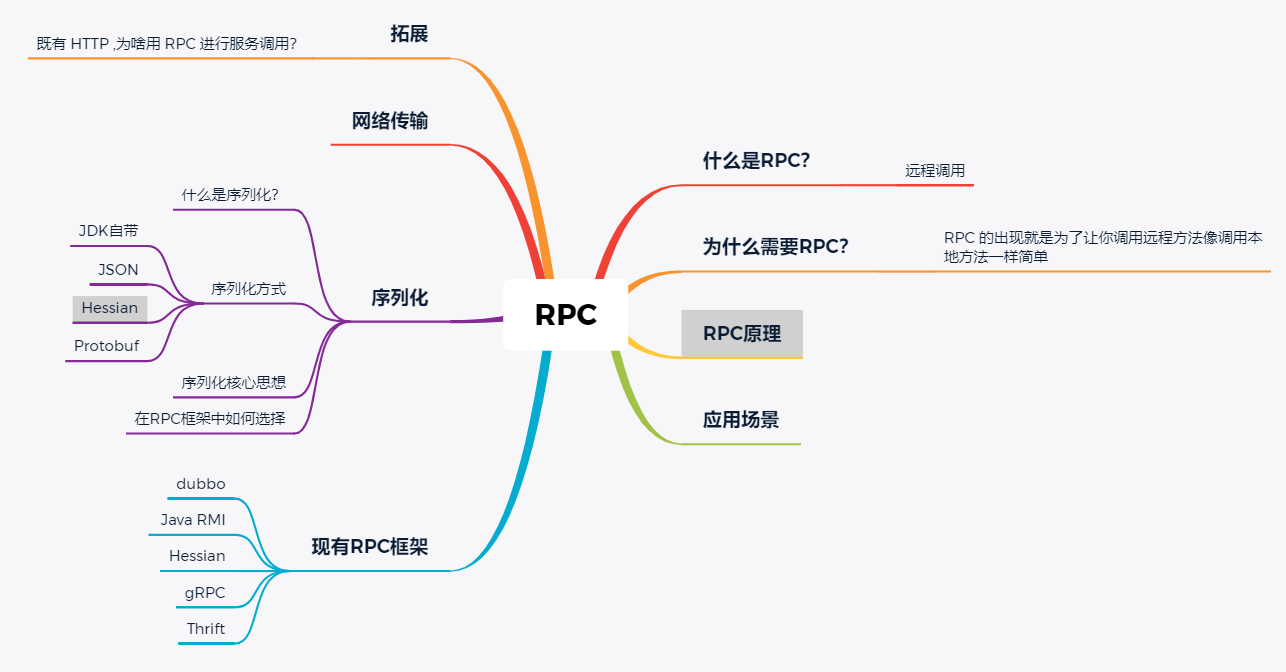 RPC
什么是RPC?
远程调用
为什么需要RPC?
RPC 的出现就是为了让你调用远程方法像调用本
地方法一样简单
RPC原理
应用场景
拓展
既有 HTTP ,为啥用 RPC 进行服务调用?
网络传输
序列化
什么是序列化?
序列化方式
JDK自带
JSON
Hessian
Protobuf
序列化核心思想
在RPC框架中如何选择
现有RPC框架
dubbo
Java RMI
Hessian
gRPC
Thrift